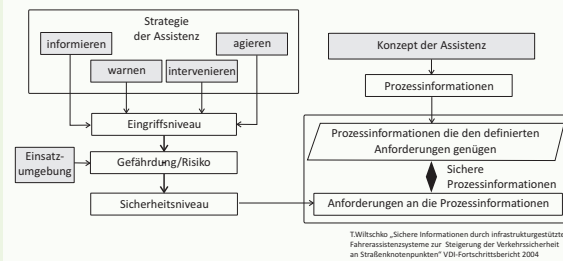 Strategie
der Assistenz
informieren
agieren
warnen
intervenieren
Eingriffsniveau
Einsatz-
umgebung
Gefährdung/Risiko
Sicherheitsniveau
Konzept der Assistenz
Prozessinformationen
Prozessinformationen die den definierten
Anforderungen genügen
Sichere
Prozessinformationen
Anforderungen an die Prozessinformationen
T.Wiltschko „Sichere Informationen durch infrastrukturgestützte
Fahrerassistenzsysteme zur Steigerung der Verkehrssicherheit
an Straßenknotenpunkten" VDI-Fortschrittsbericht 2004